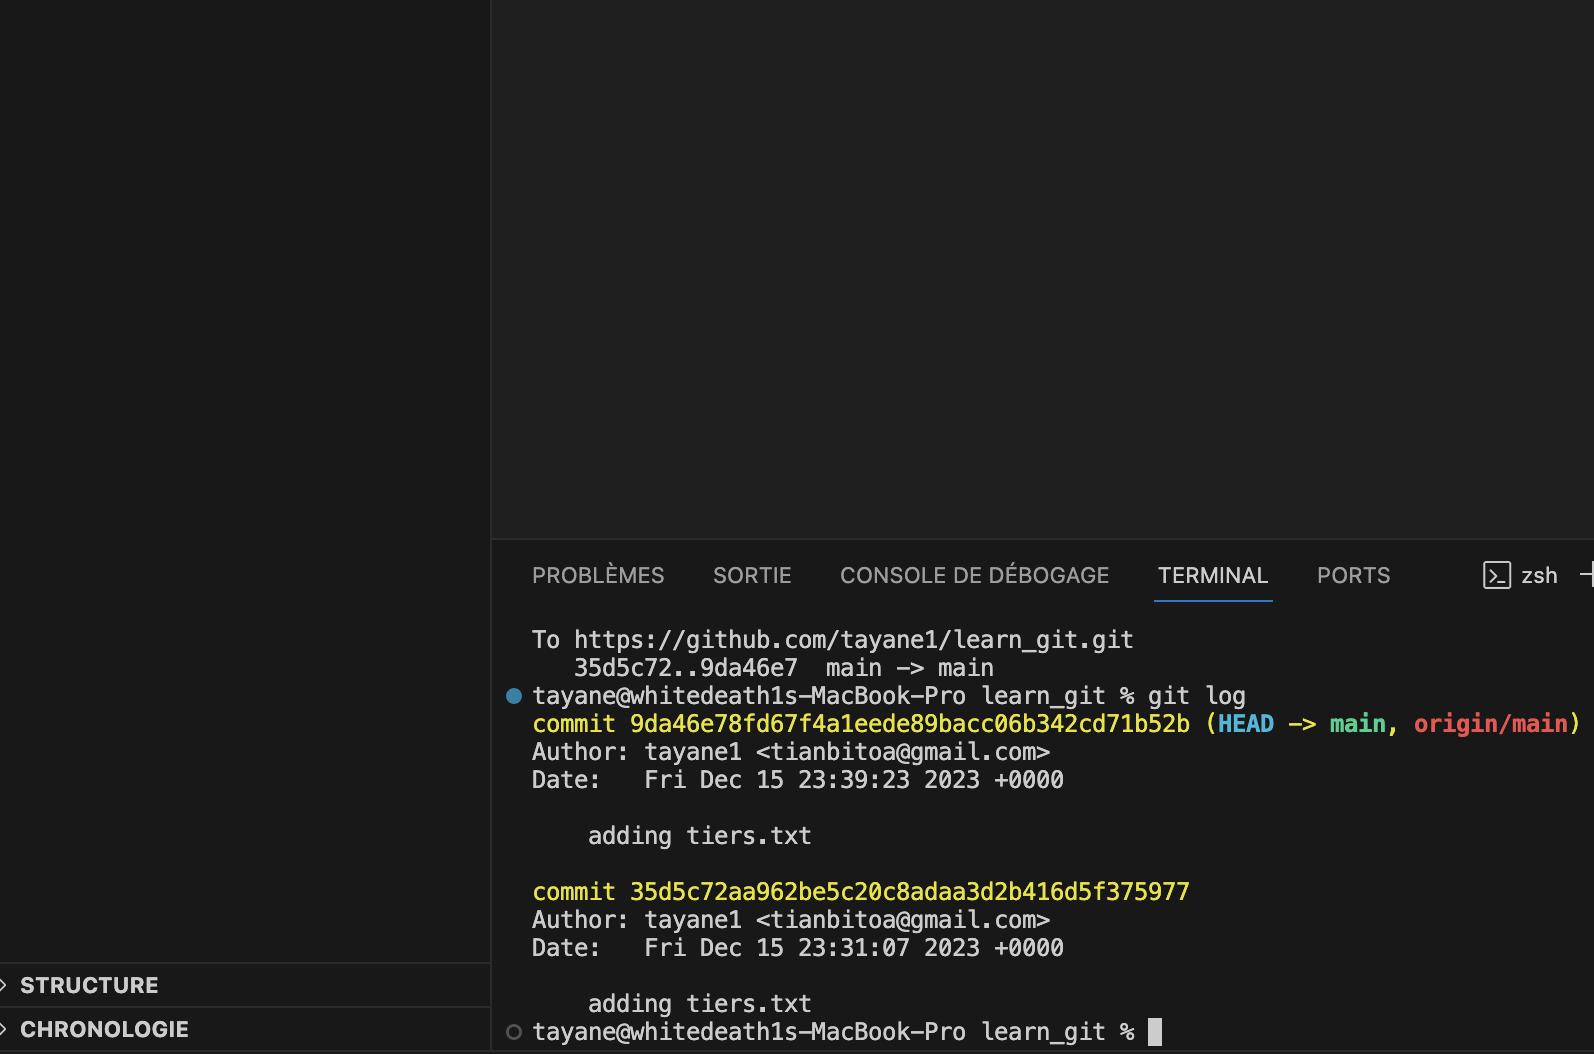 PROBLÈMES SORTIE CONSOLE DE DÉBOGAGE TERMINAL PORTS zsh
To https://github.com/tayane1/learn_git.git
35d5c72..9da46e7 main -> main
tayane@whitedeath1s-MacBook-Pro learn_git % git log
commit 9da46e78fd67f4a1eede89bacc06b342cd71b52b (HEAD -> main, origin/main)
Author: tayane1 <tianbitoa@gmail.com>
Date: Fri Dec 15 23:39:23 2023 +0000
adding tiers.txt
commit 35d5c72aa962be5c20c8adaa3d2b416d5f375977
Author: tayane1 <tianbitoa@gmail.com>
Date: Fri Dec 15 23:31:07 2023 +0000
adding tiers.txt
tayane@whitedeath1s-MacBook-Pro learn_git %
STRUCTURE
CHRONOLOGIE